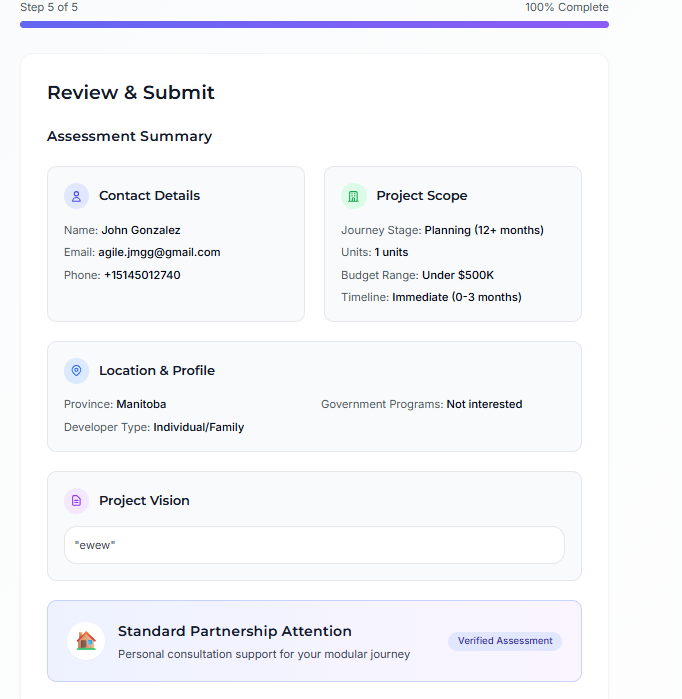 Step 5 of 5
100% Complete
Review & Submit
Assessment Summary
Contact Details
Name: John Gonzalez
Email: agile.jmgg@gmail.com
Phone: +15145012740
Project Scope
Journey Stage: Planning (12+ months)
Units: 1 units
Budget Range: Under $500K
Timeline: Immediate (0-3 months)
Location & Profile
Province: Manitoba
Government Programs: Not interested
Developer Type: Individual/Family
Project Vision
"ewew"
Standard Partnership Attention
Personal consultation support for your modular journey
Verified Assessment